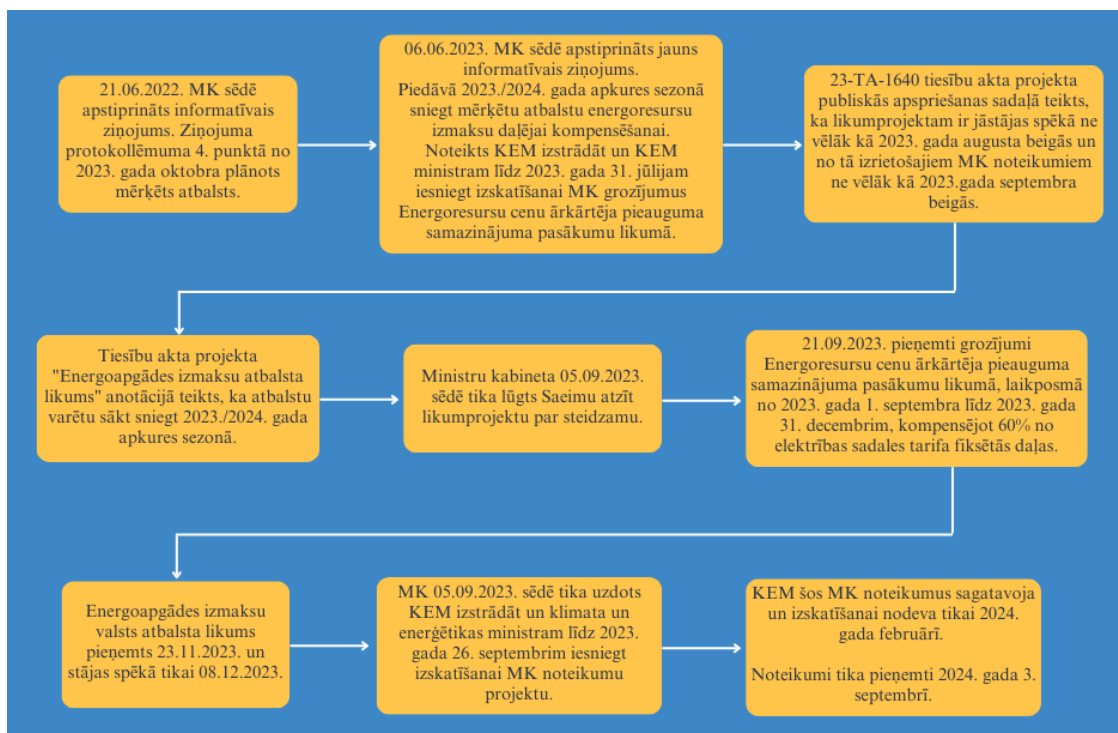 21.06.2022. MK sēdē
apstiprināts informatīvais
ziņojums. Ziņojuma
protokollēmuma 4. punktā no
2023. gada oktobra plānots
mērķēts atbalsts.
06.06.2023. MK sēdē apstiprināts jauns
informatīvais ziņojums.
Piedāvā 2023./2024. gada apkures sezonā
sniegt mērķētu atbalstu energoresursu
izmaksu daļējai kompensēšanai.
Noteikts KEM izstrādāt un KEM
ministram līdz 2023. gada 31. jūlijam
iesniegt izskatīšanai MK grozījumus
Energoresursu cenu ārkārtēja pieauguma
samazinājuma pasākumu likumā.
23-TA-1640 tiesību akta projekta
publiskās apspriešanas sadaļā teikts,
ka likumprojektam ir jāstājas spēkā ne
vēlāk kā 2023. gada augusta beigās un
no tā izrietošajiem MK noteikumiem
ne vēlāk kā 2023.gada septembra
beigās.
Tiesību akta projekta
"Energoapgādes izmaksu atbalsta
likums" anotācijā teikts, ka atbalstu
varētu sākt sniegt 2023./2024. gada
apkures sezonā.
Ministru kabineta 05.09.2023.
sēdē tika lūgts Saeimu atzīt
likumprojektu par steidzamu.
21.09.2023. pieņemti grozījumi
Energoresursu cenu ārkārtēja pieauguma
samazinājuma pasākumu likumā, laikposmā
no 2023. gada 1. septembra līdz 2023. gada
31. decembrim, kompensējot 60% no
elektrības sadales tarifa fiksētās daļas.
Energoapgādes izmaksu
valsts atbalsta likums
pieņemts 23.11.2023. un
stājas spēkā tikai 08.12.2023.
MK 05.09.2023. sēdē tika uzdots
KEM izstrādāt un klimata un
enerģētikas ministram līdz 2023.
gada 26. septembrim iesniegt
izskatīšanai MK noteikumu
projektu.
KEM šos MK noteikumus sagatavoja
un izskatīšanai nodeva tikai 2024.
gada februārī.
Noteikumi tika pieņemti 2024. gada 3.
septembrī.